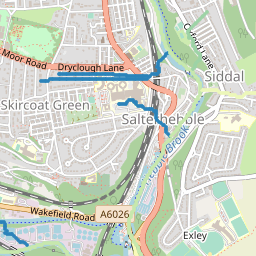 Moor Road
Dryclough Lane
Siddal
Skircoat Green
Salterhebble
Wakefield Road
A6026
Exley